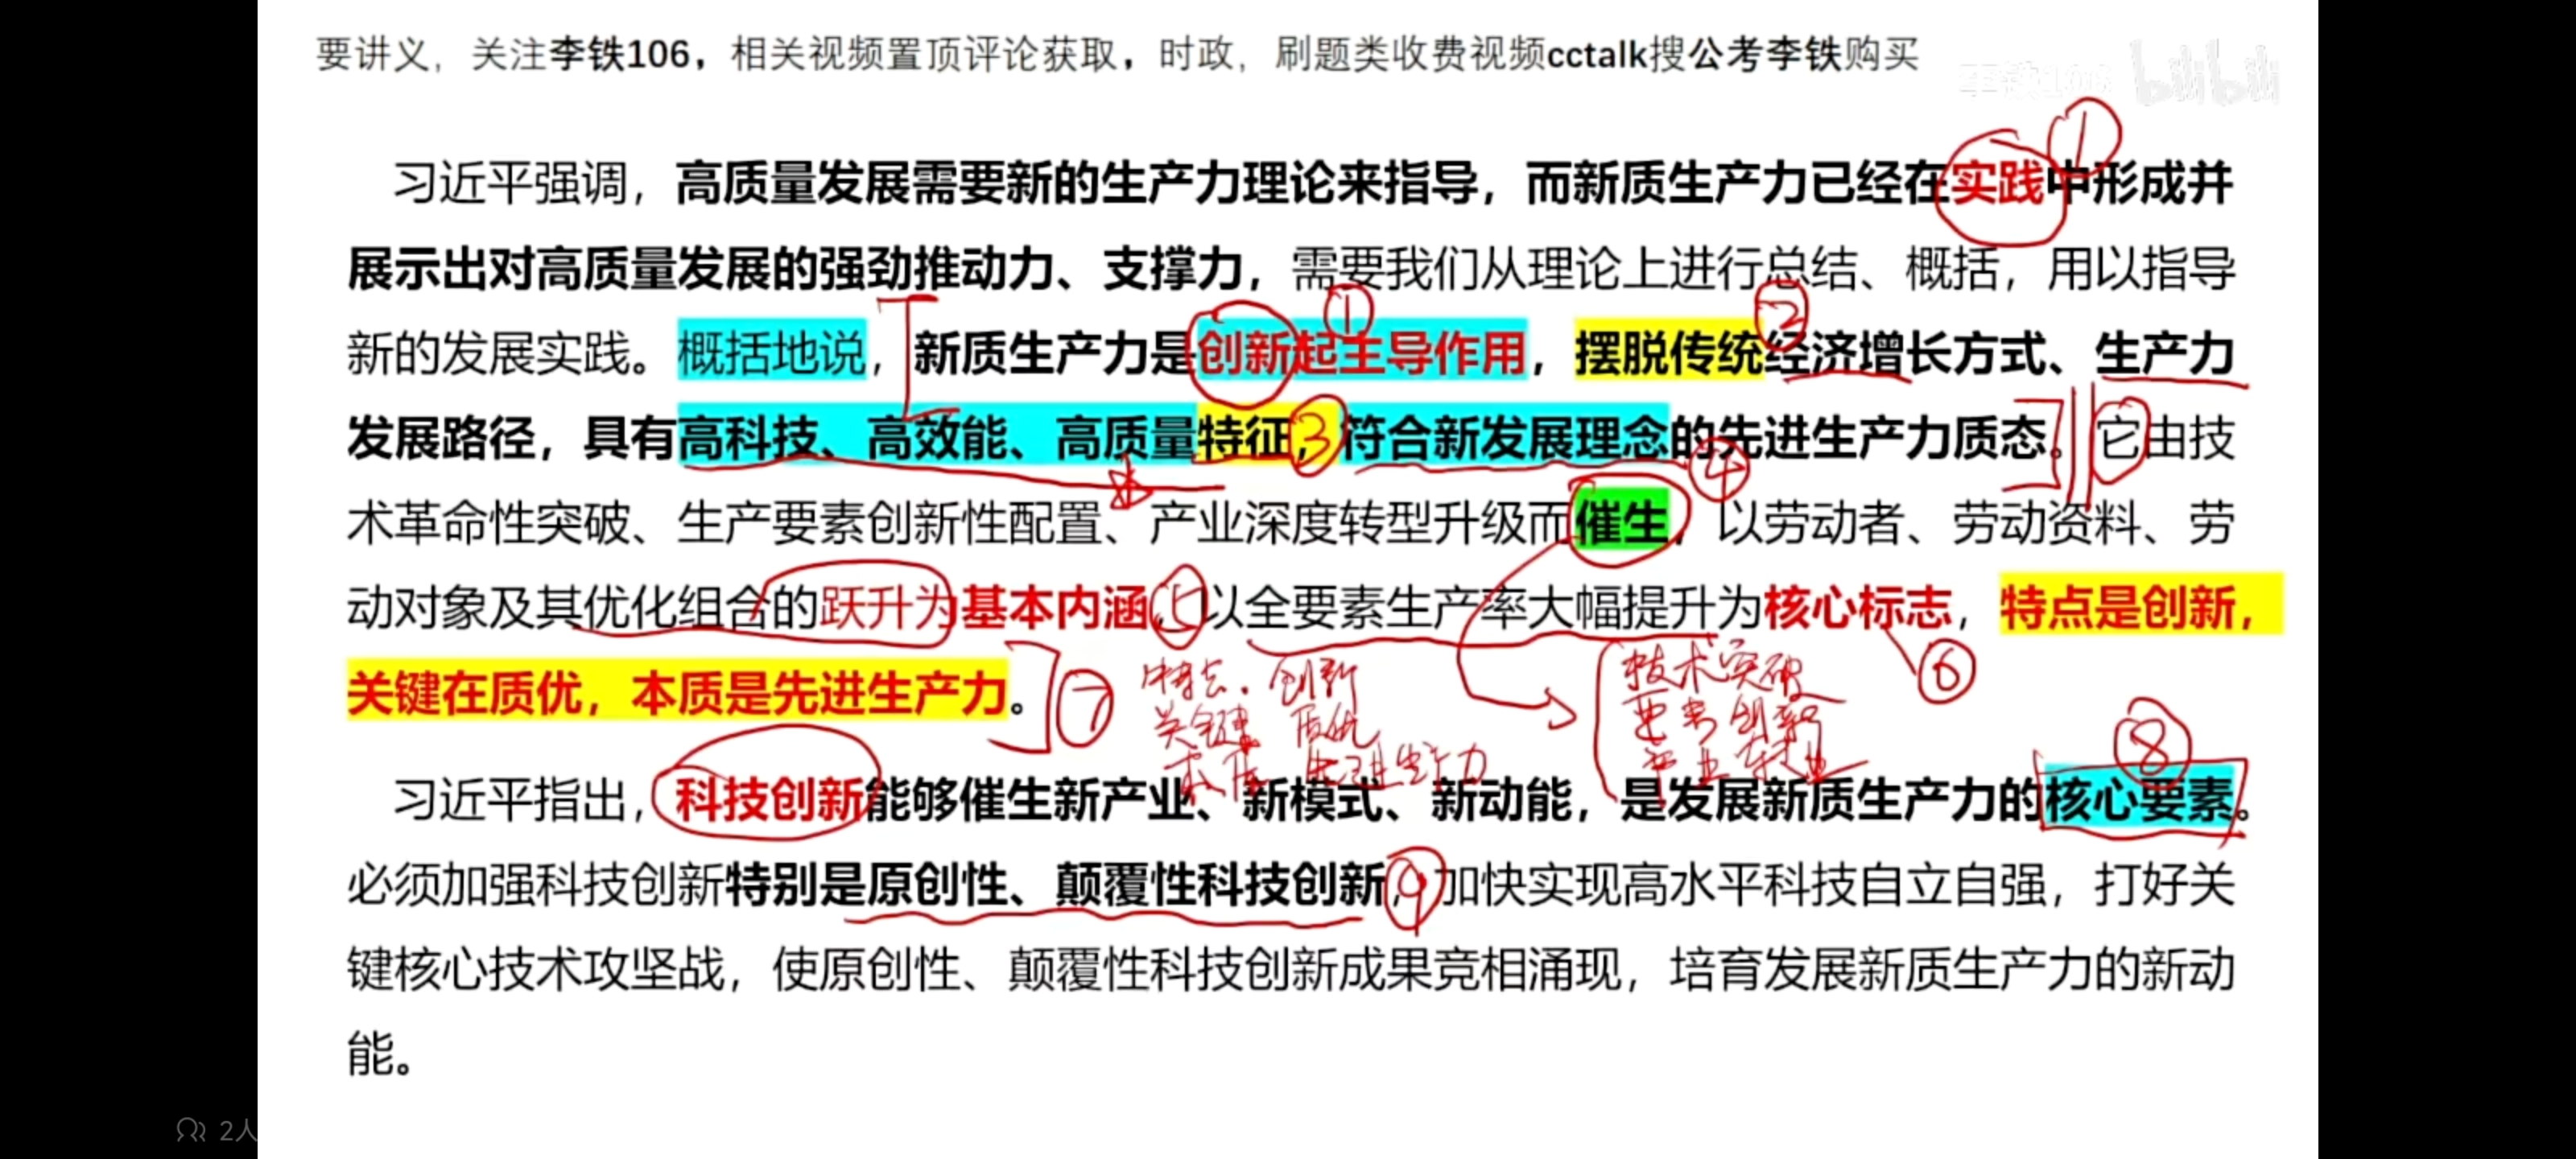 要讲义，关注李铁106，相关视频置顶评论获取，时政，刷题类收费视频cctalk搜公考李铁购买
李铁106 bilibili
①
习近平强调，高质量发展需要新的生产力理论来指导，而新质生产力已经在实践中形成并
展示出对高质量发展的强劲推动力、支撑力，需要我们从理论上进行总结、概括，用以指导
① ②
新的发展实践。概括地说，新质生产力是创新起主导作用，摆脱传统经济增长方式、生产力
发展路径，具有高科技、高效能、高质量特征，③符合新发展理念的先进生产力质态。它由技
④
术革命性突破、生产要素创新性配置、产业深度转型升级而催生，以劳动者、劳动资料、劳
动对象及其优化组合的跃升为基本内涵，⑤以全要素生产率大幅提升为核心标志，特点是创新，
⑥
关键在质优，本质是先进生产力。⑦
特点.创新
关键 质优
本质 先进生产力
技术突破
要素创新
产业转型
⑧
习近平指出，科技创新能够催生新产业、新模式、新动能，是发展新质生产力的核心要素。
必须加强科技创新特别是原创性、颠覆性科技创新，⑨加快实现高水平科技自立自强，打好关
键核心技术攻坚战，使原创性、颠覆性科技创新成果竞相涌现，培育发展新质生产力的新动
能。
2人